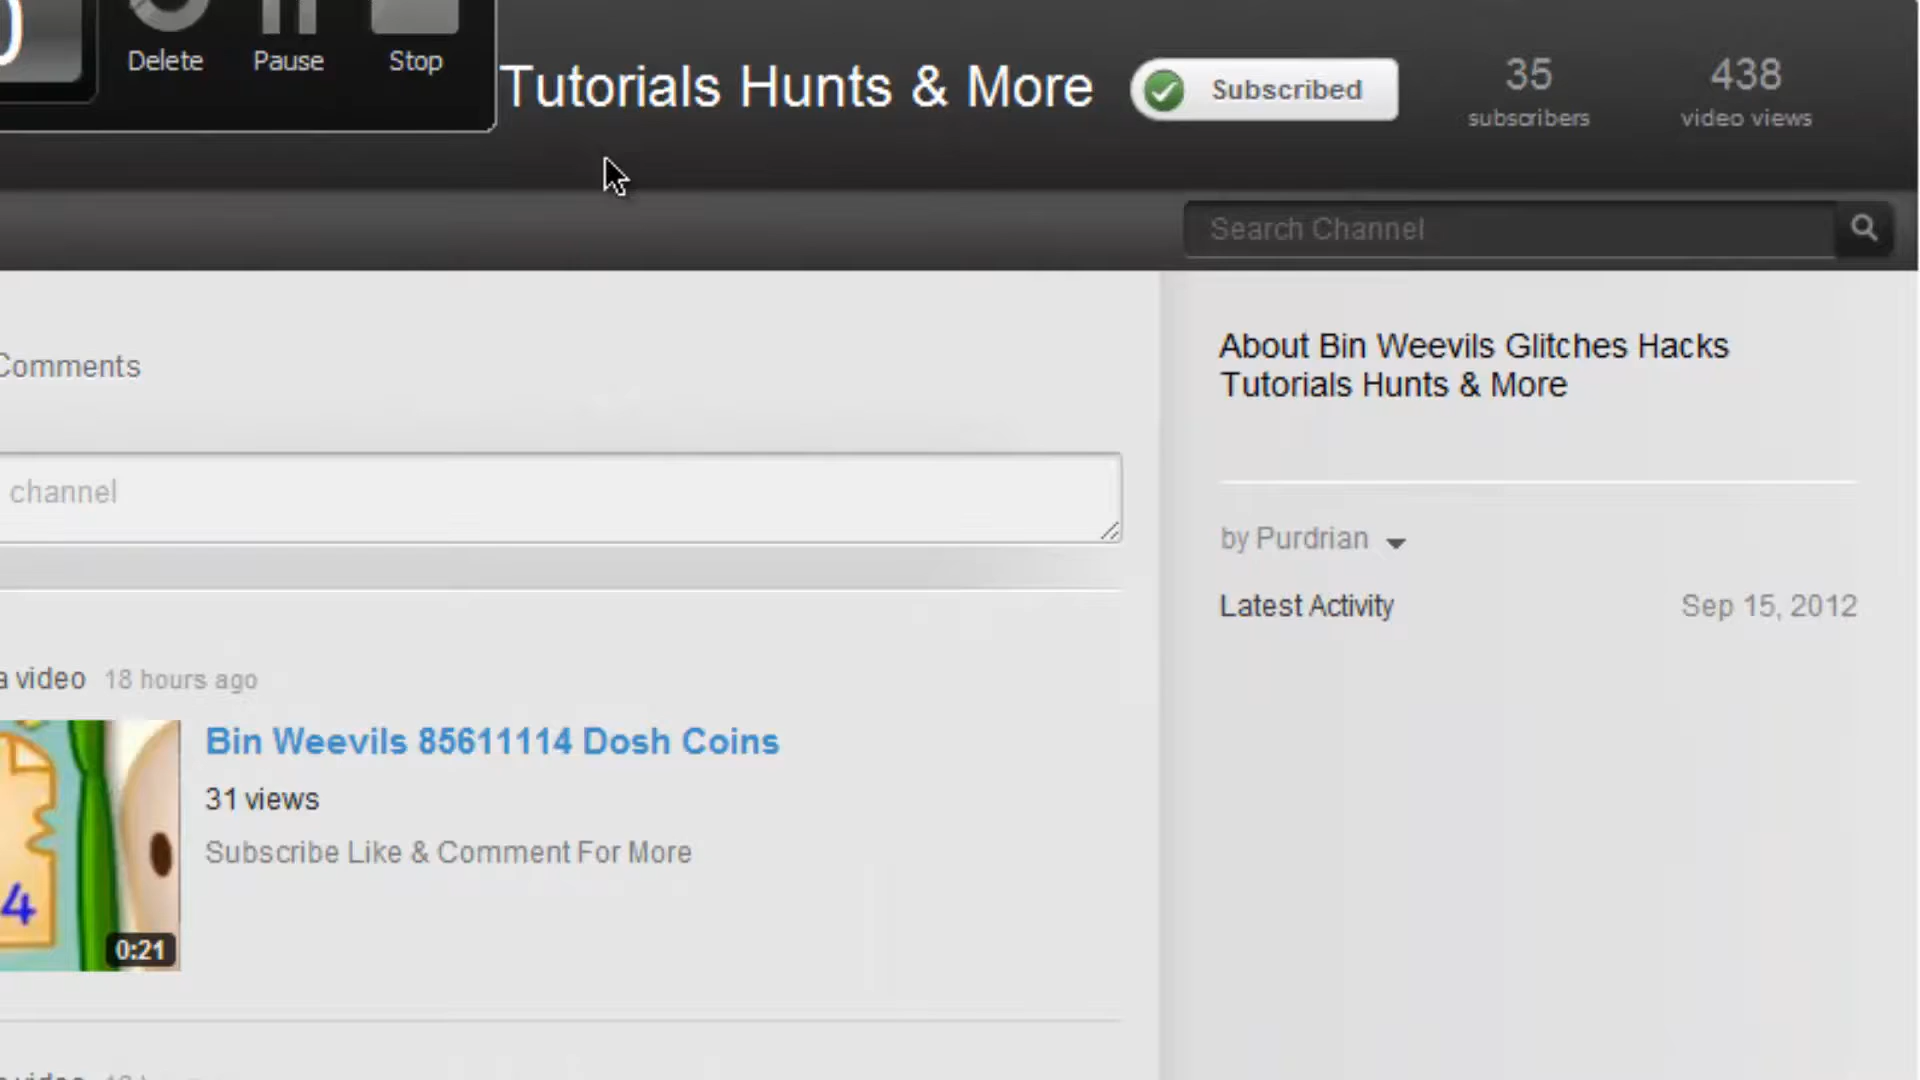 Delete Pause Stop
Tutorials Hunts & More
Subscribed
35
subscribers
438
video views
Search Channel
Comments
channel
About Bin Weevils Glitches Hacks
Tutorials Hunts & More
by Purdrian
Latest Activity Sep 15, 2012
a video 18 hours ago
Bin Weevils 85611114 Dosh Coins
31 views
Subscribe Like & Comment For More
4
0:21